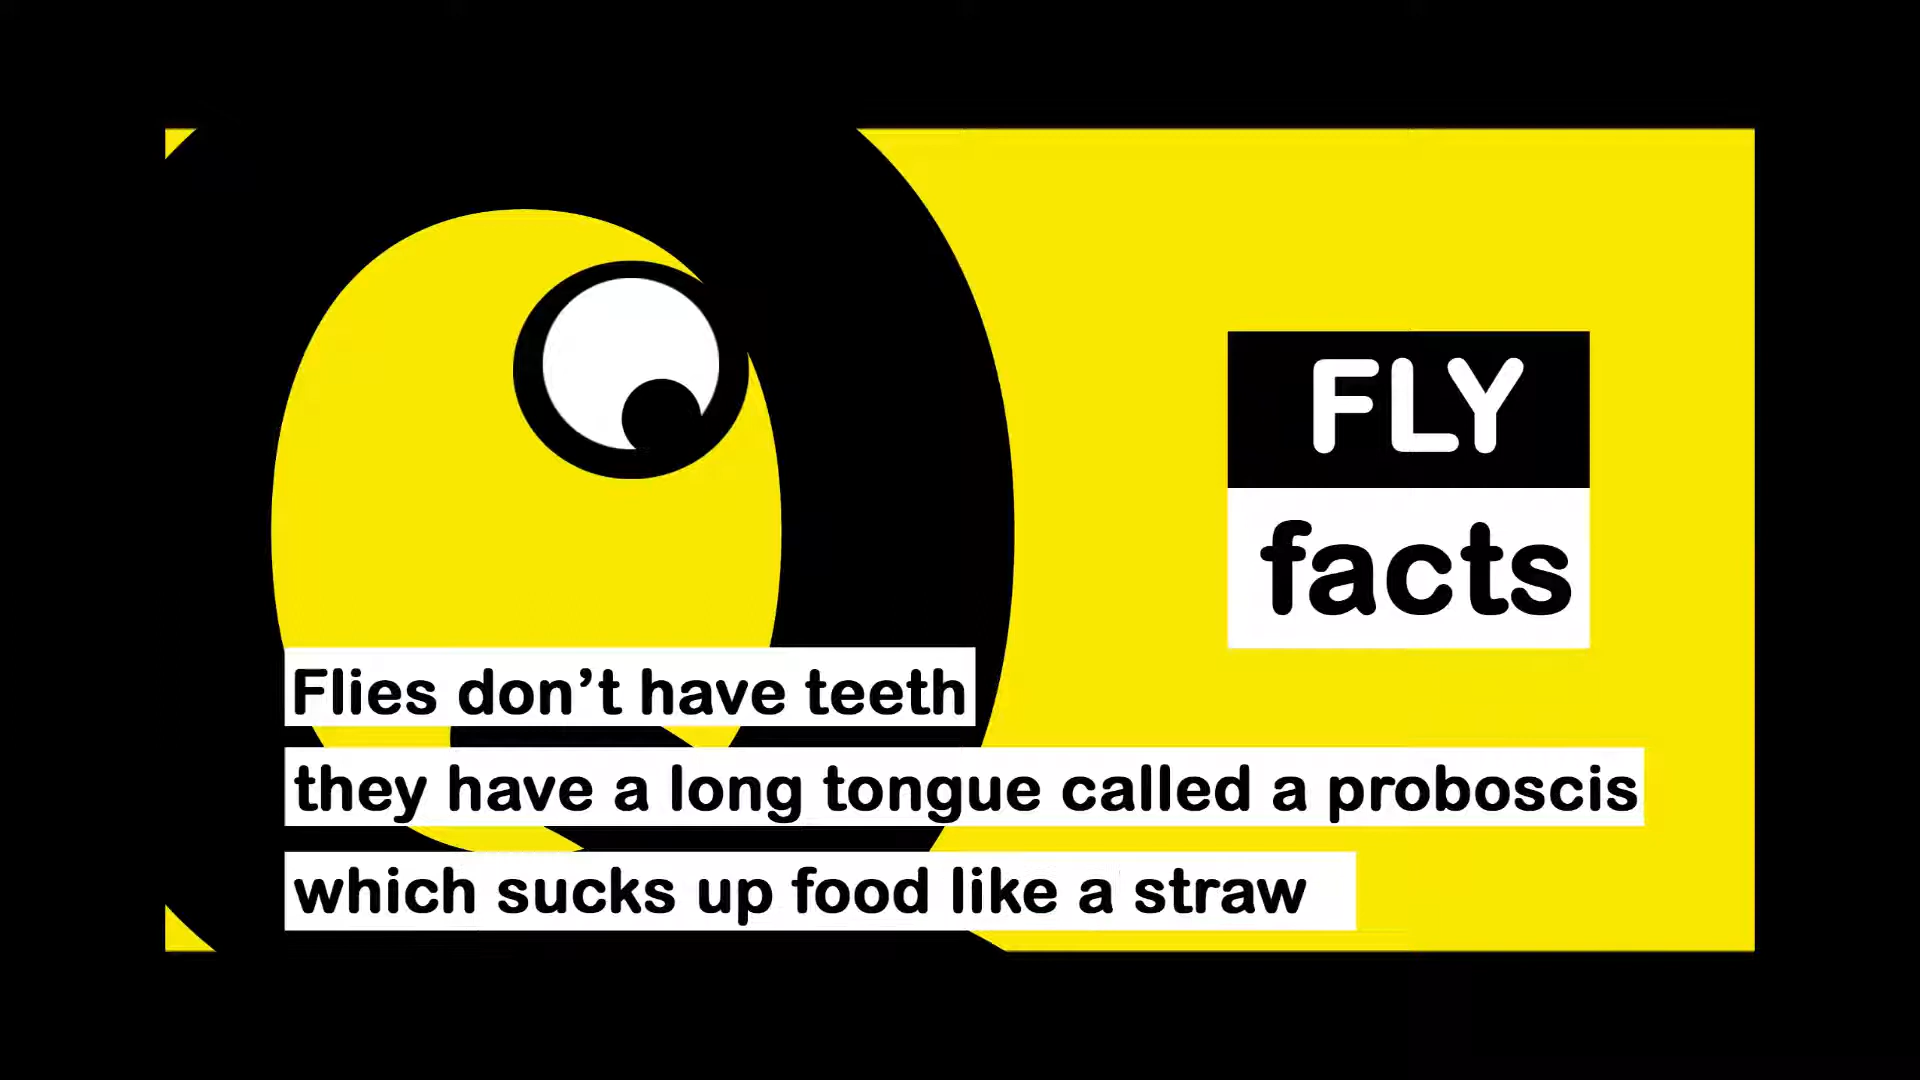 FLY
facts
Flies don’t have teeth
they have a long tongue called a proboscis
which sucks up food like a straw